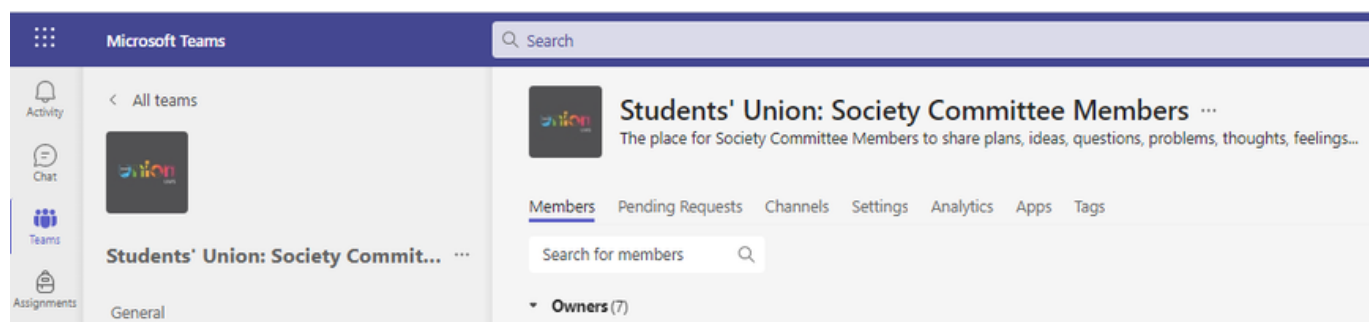 Microsoft Teams
Search
Activity
Chat
Teams
Assignments
All teams
union
Students' Union: Society Commit... ...
General
union
Students' Union: Society Committee Members ...
The place for Society Committee Members to share plans, ideas, questions, problems, thoughts, feelings...
Members Pending Requests Channels Settings Analytics Apps Tags
Search for members
Owners (7)